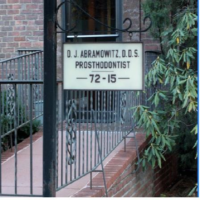 D. J. ABRAMOWITZ, D.D.S.
PROSTHODONTIST
— 72-15 —